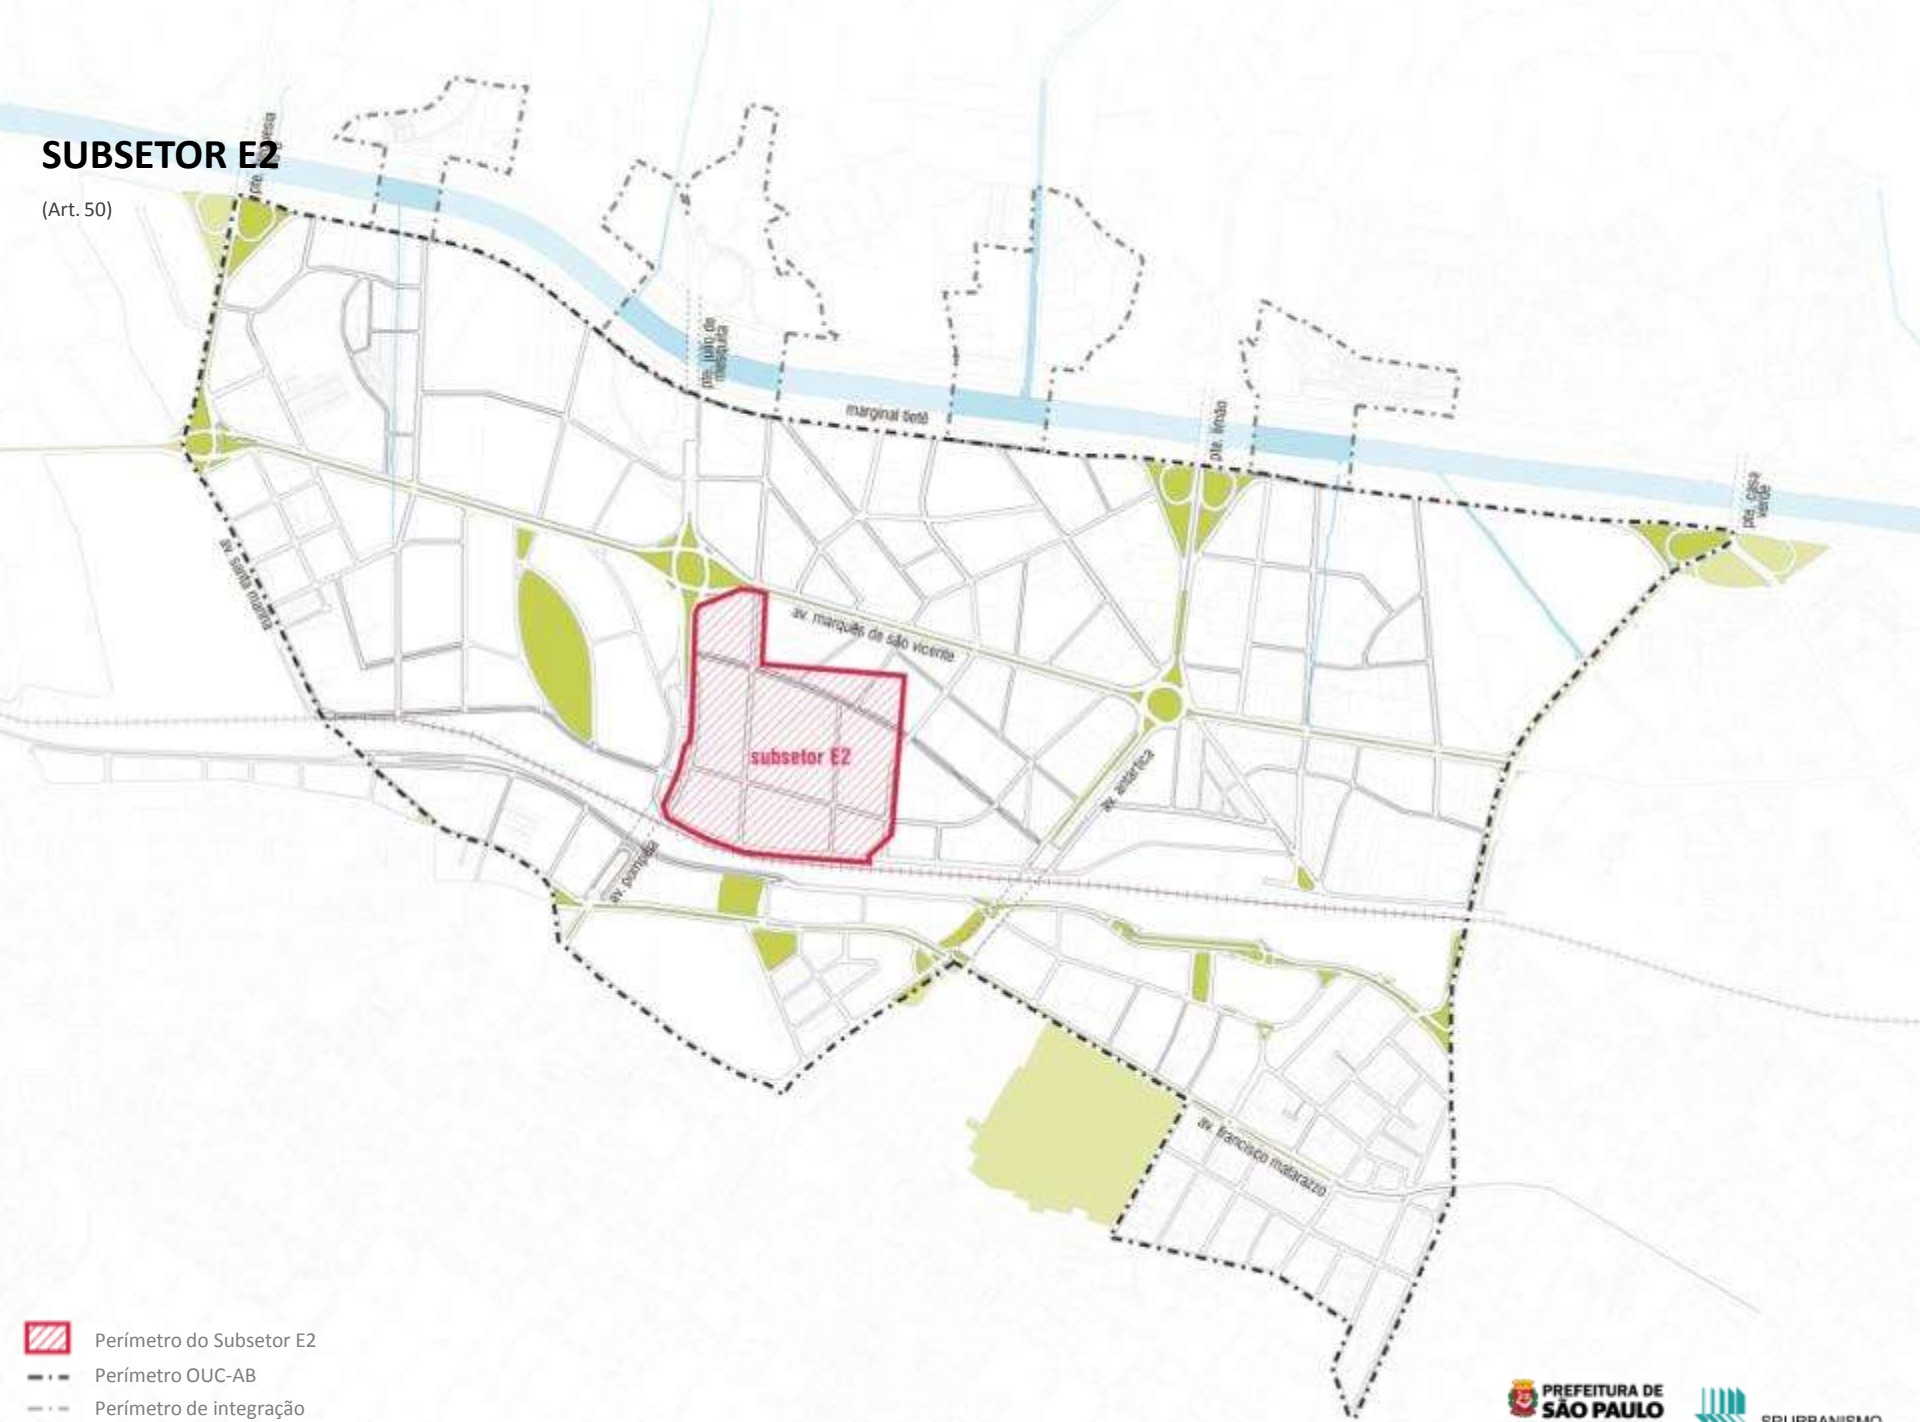 SUBSETOR E2
(Art. 50)
pte. júlio de
mesquita
marginal tietê
pte. limão
pte. casa
verde
av. santa marina
av. marquês de são vicente
subsetor E2
av. antártica
av. pompéia
av. francisco matarazzo
Perímetro do Subsetor E2
Perímetro OUC-AB
Perímetro de integração
PREFEITURA DE
SÃO PAULO
SPURBANISMO